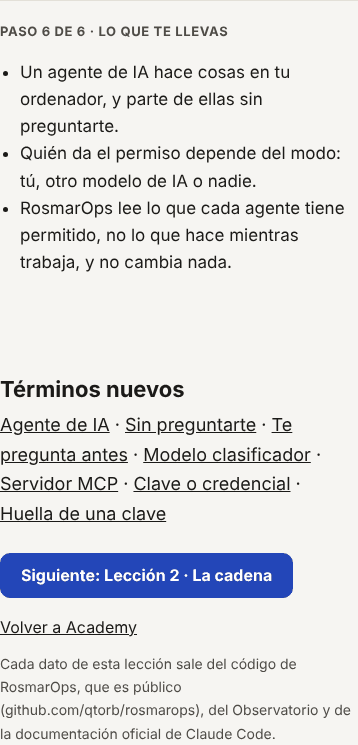 PASO 6 DE 6 · LO QUE TE LLEVAS
• Un agente de IA hace cosas en tu
ordenador, y parte de ellas sin
preguntarte.
• Quién da el permiso depende del modo:
tú, otro modelo de IA o nadie.
• RosmarOps lee lo que cada agente tiene
permitido, no lo que hace mientras
trabaja, y no cambia nada.
Términos nuevos
Agente de IA · Sin preguntarte · Te
pregunta antes · Modelo clasificador ·
Servidor MCP · Clave o credencial ·
Huella de una clave
Siguiente: Lección 2 · La cadena
Volver a Academy
Cada dato de esta lección sale del código de
RosmarOps, que es público
(github.com/qtorb/rosmarops), del Observatorio y de
la documentación oficial de Claude Code.